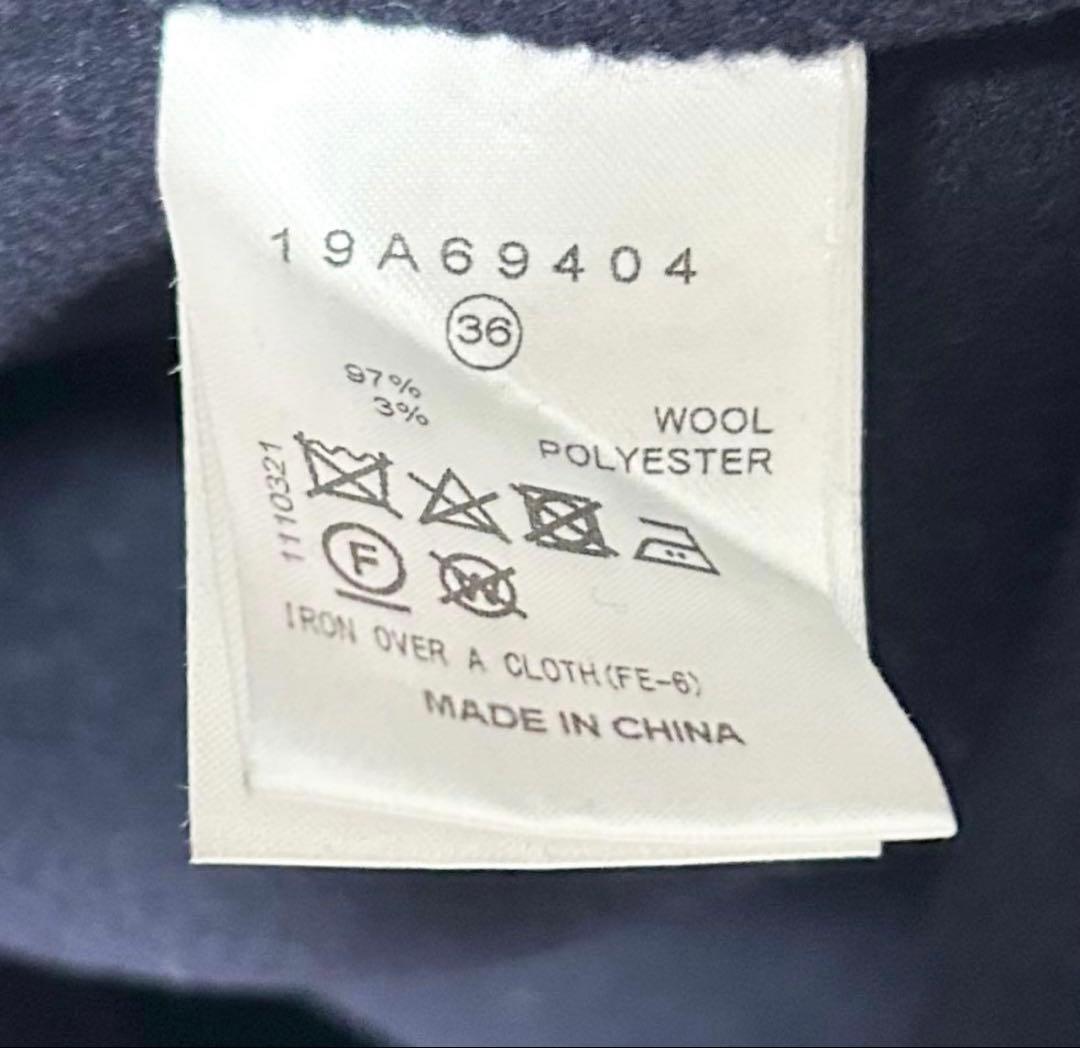 19A69404
36
97% WOOL
3% POLYESTER
1110321
F W
IRON OVER A CLOTH(FE-6)
MADE IN CHINA